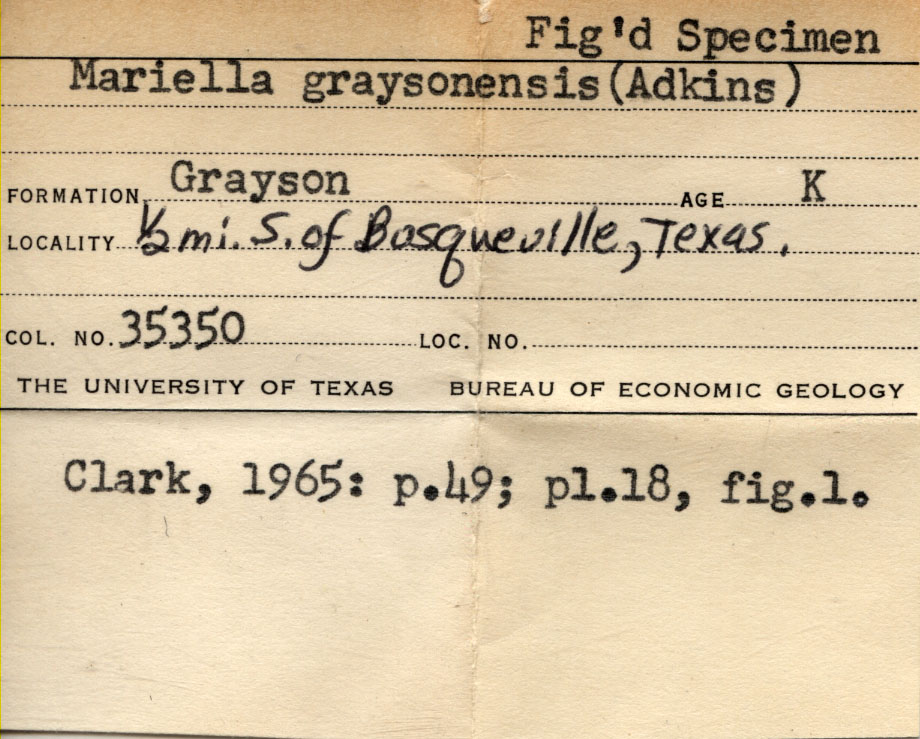 Fig'd Specimen
Mariella graysonensis(Adkins)
FORMATION Grayson AGE K
LOCALITY ½ mi. S. of Bosqueville, Texas.
COL. NO. 35350 LOC. NO.
THE UNIVERSITY OF TEXAS BUREAU OF ECONOMIC GEOLOGY
Clark, 1965: p.49; pl.18, fig.1.